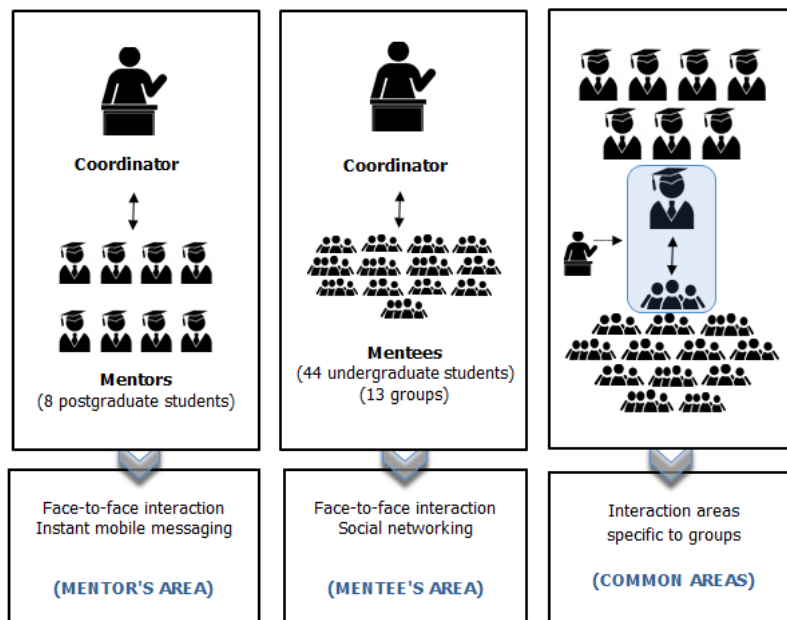 Coordinator
Mentors
(8 postgraduate students)
Face-to-face interaction
Instant mobile messaging
(MENTOR'S AREA)
Coordinator
Mentees
(44 undergraduate students)
(13 groups)
Face-to-face interaction
Social networking
(MENTEE'S AREA)
Interaction areas
specific to groups
(COMMON AREAS)